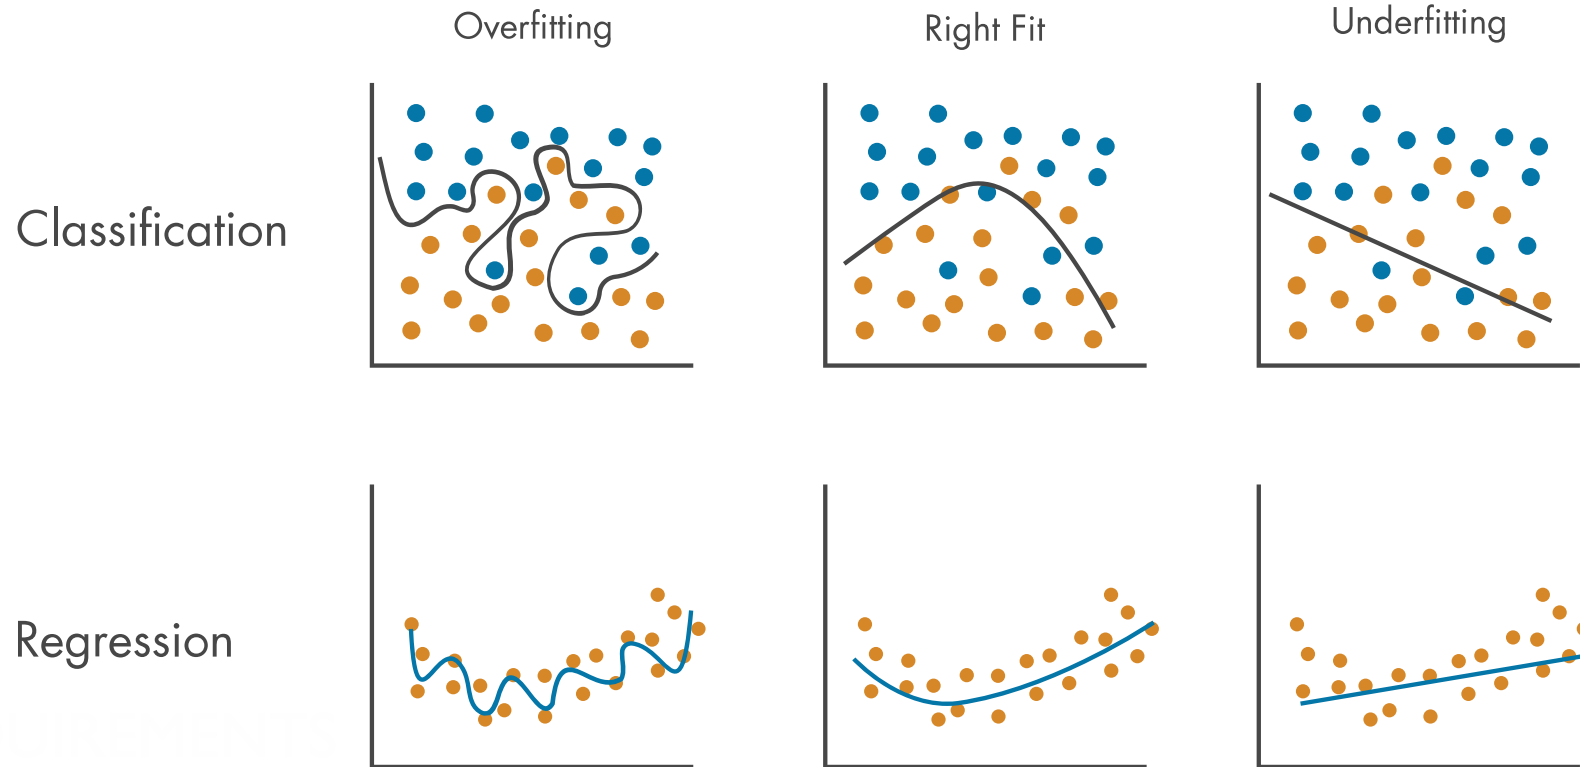 Overfitting
Right Fit
Underfitting
Classification
Regression